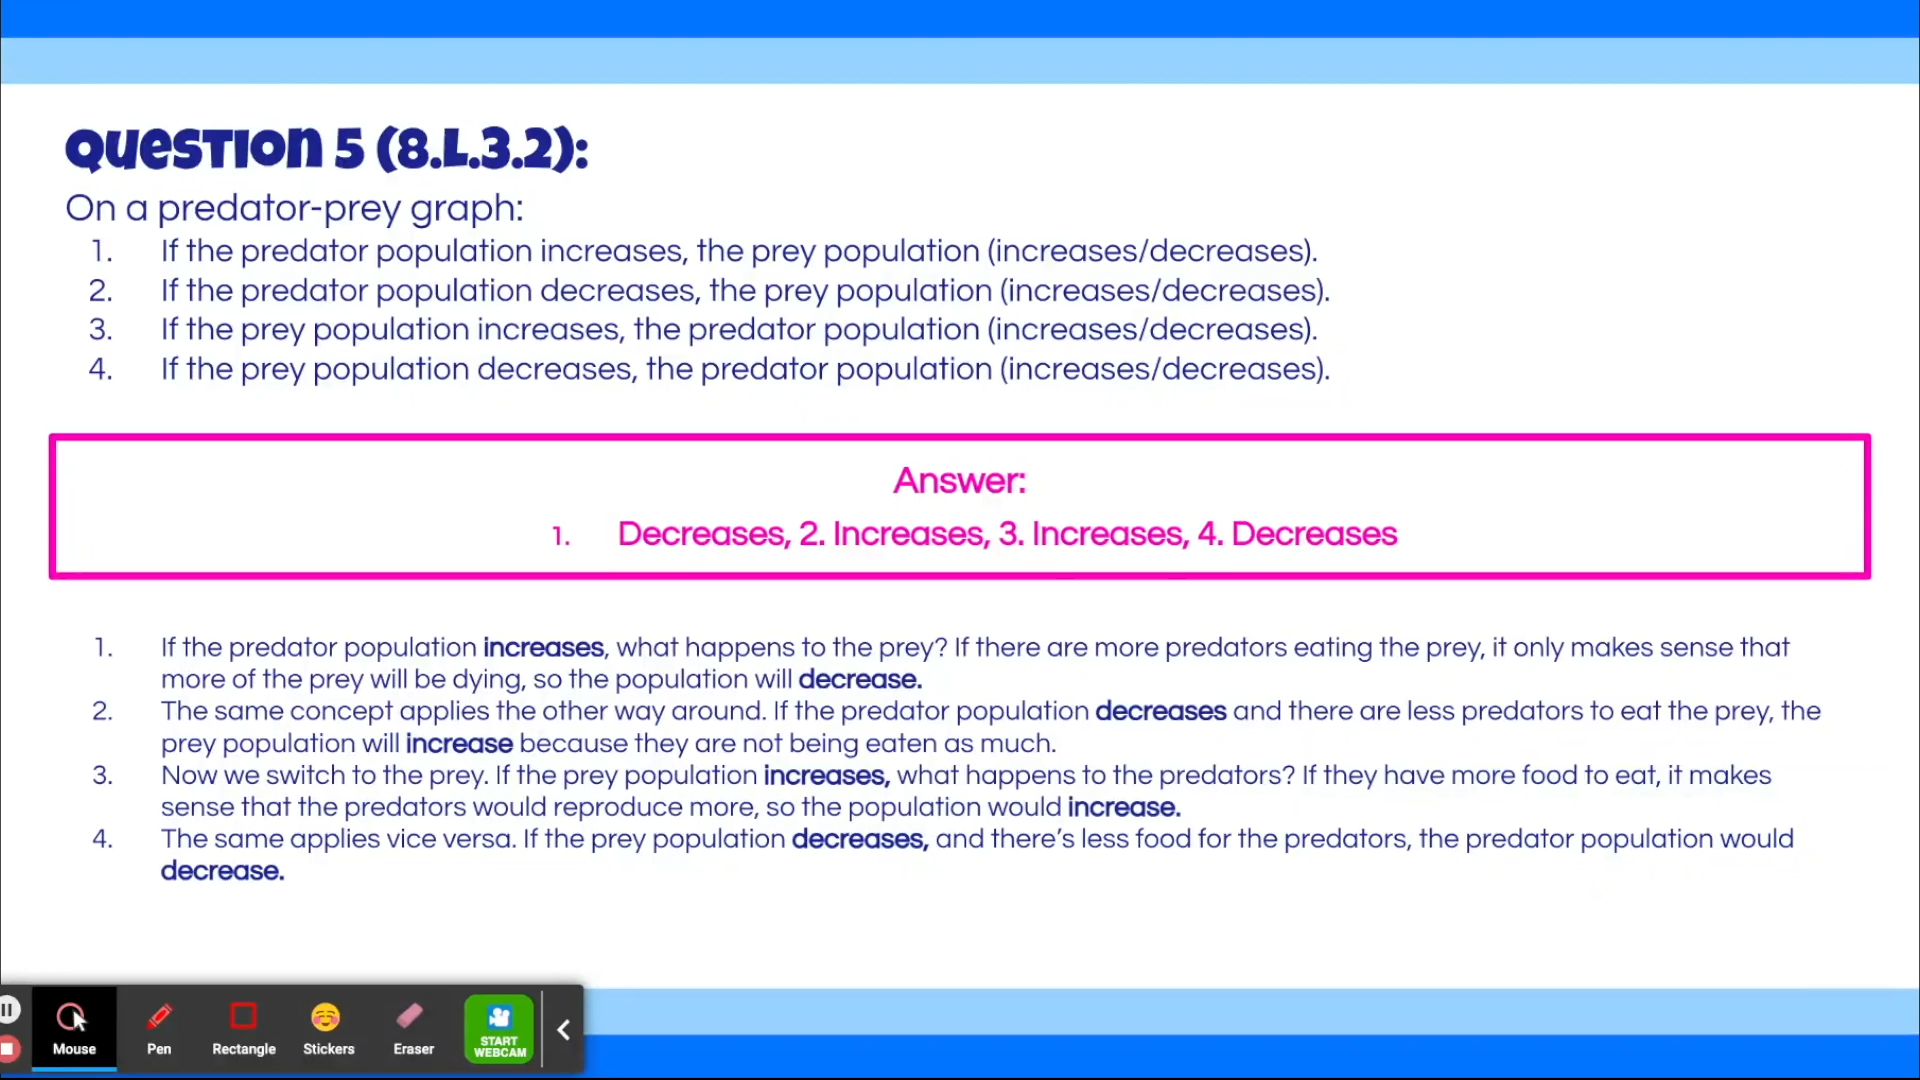 Question 5 (8.L.3.2):
On a predator-prey graph:
1. If the predator population increases, the prey population (increases/decreases).
2. If the predator population decreases, the prey population (increases/decreases).
3. If the prey population increases, the predator population (increases/decreases).
4. If the prey population decreases, the predator population (increases/decreases).
Answer:
1. Decreases, 2. Increases, 3. Increases, 4. Decreases
1. If the predator population increases, what happens to the prey? If there are more predators eating the prey, it only makes sense that
more of the prey will be dying, so the population will decrease.
2. The same concept applies the other way around. If the predator population decreases and there are less predators to eat the prey, the
prey population will increase because they are not being eaten as much.
3. Now we switch to the prey. If the prey population increases, what happens to the predators? If they have more food to eat, it makes
sense that the predators would reproduce more, so the population would increase.
4. The same applies vice versa. If the prey population decreases, and there's less food for the predators, the predator population would
decrease.
Mouse Pen Rectangle Stickers Eraser START
WEBCAM